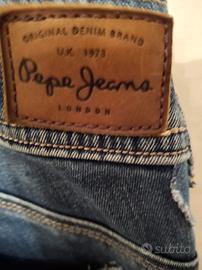 ORIGINAL DENIM BRAND
U.K. 1973
Pepe Jeans
LONDON
subito